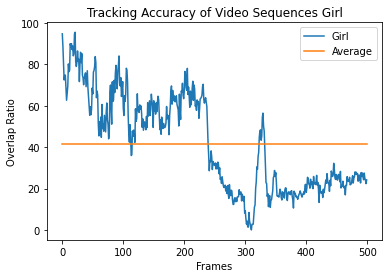 Tracking Accuracy of Video Sequences Girl
100
80
60
40
20
0
Overlap Ratio
Girl
Average
0 100 200 300 400 500
Frames